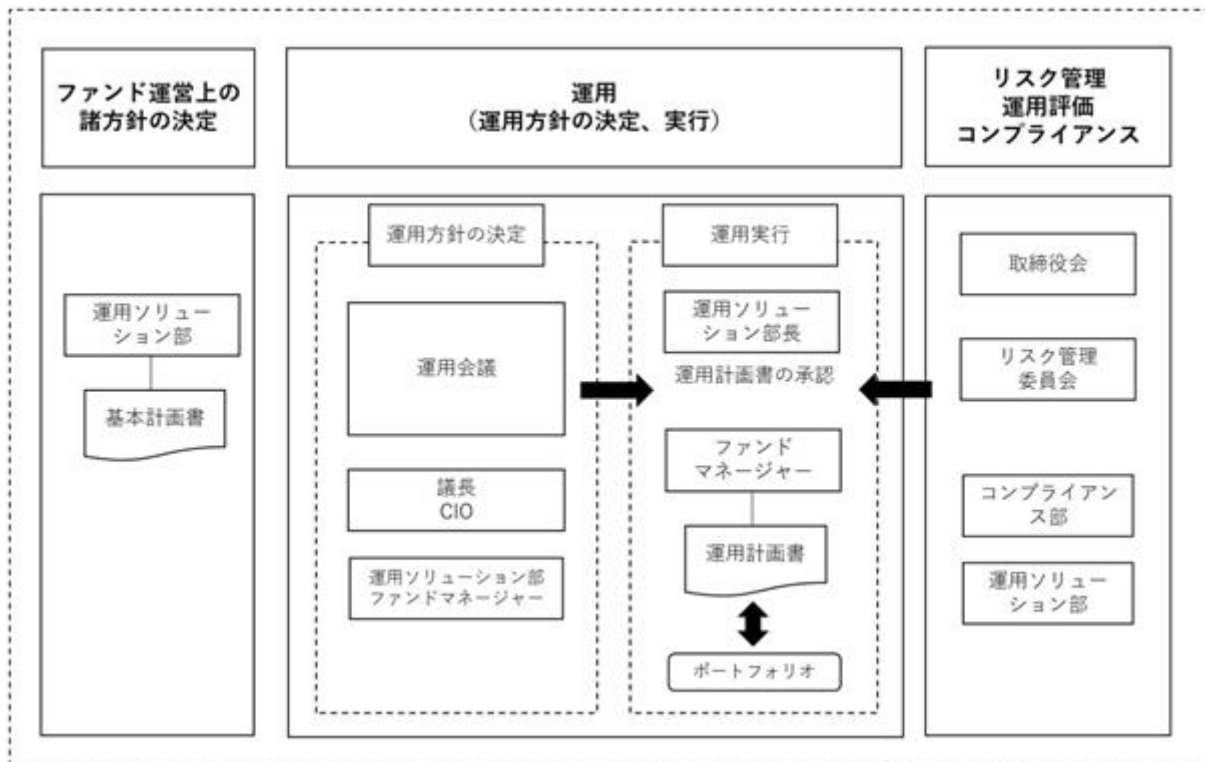 ファンド運営上の
諸方針の決定
運用
（運用方針の決定、実行）
リスク管理
運用評価
コンプライアンス
運用ソリュー
ション部
基本計画書
運用方針の決定
運用会議
議長
CIO
運用ソリューション部
ファンドマネージャー
運用実行
運用ソリュー
ション部長
運用計画書の承認
ファンド
マネージャー
運用計画書
ポートフォリオ
取締役会
リスク管理
委員会
コンプライアン
ス部
運用ソリュー
ション部